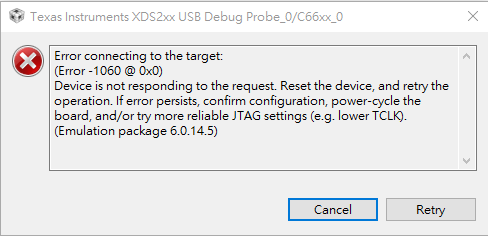 Texas Instruments XDS2xx USB Debug Probe_0/C66xx_0
Error connecting to the target:
(Error -1060 @ 0x0)
Device is not responding to the request. Reset the device, and retry the
operation. If error persists, confirm configuration, power-cycle the
board, and/or try more reliable JTAG settings (e.g. lower TCLK).
(Emulation package 6.0.14.5)
Cancel
Retry